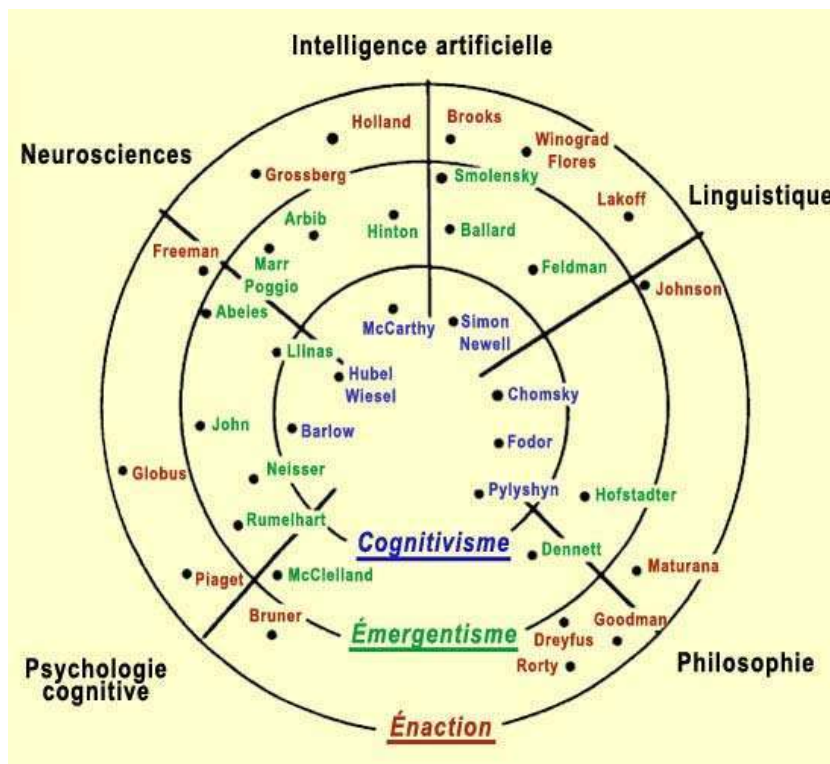 Intelligence artificielle
Holland
Brooks
Winograd
Flores
Neurosciences
Grossberg
Smolensky
Linguistique
Lakoff
Arbib
Hinton
Ballard
Freeman
Marr
Poggio
Feldman
Johnson
Abeies
McCarthy
Simon
Newell
Llinas
Hubel
Wiesel
Chomsky
John
Barlow
Fodor
Globus
Neisser
Pylyshyn
Hofstadter
Rumelhart
Cognitivisme
Dennett
Maturana
Piaget
McClelland
Bruner
Goodman
Émergentisme
Dreyfus
Rorty
Philosophie
Psychologie
cognitive
Énaction